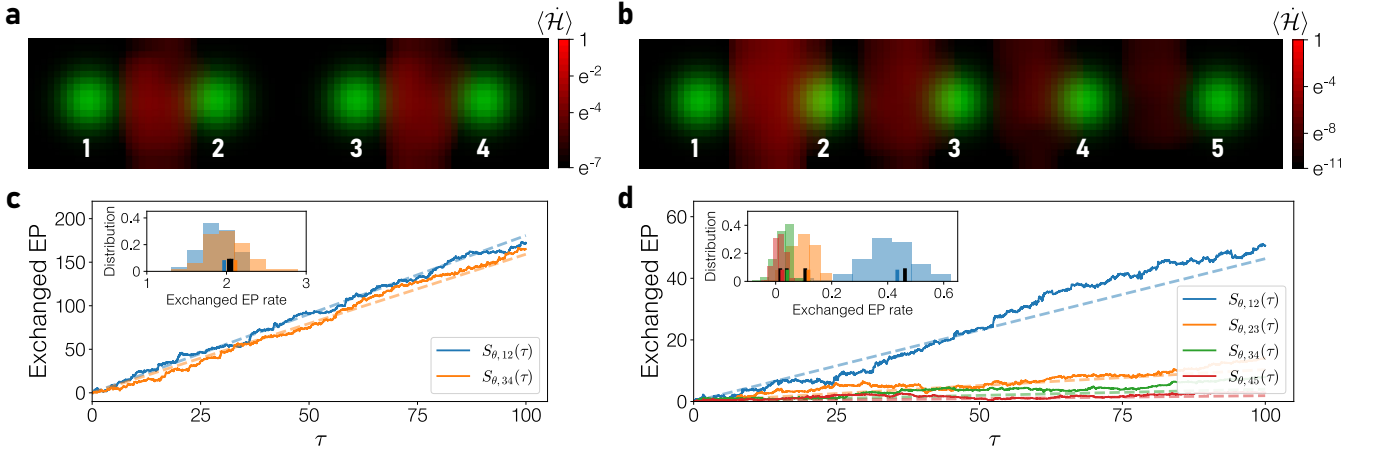 a
⟨Ḣ⟩
1
e⁻²
e⁻⁴
e⁻⁷
1 2 3 4
b
⟨Ḣ⟩
1
e⁻⁴
e⁻⁸
e⁻¹¹
1 2 3 4 5
c
Exchanged EP
200
150
100
50
0
0 25 50 75 100
τ
Distribution
0.4
0.2
0
1 2 3
Exchanged EP rate
S_{θ,12}(τ)
S_{θ,34}(τ)
d
Exchanged EP
60
40
20
0
0 25 50 75 100
τ
Distribution
0.4
0.2
0
0 0.2 0.4 0.6
Exchanged EP rate
S_{θ,12}(τ)
S_{θ,23}(τ)
S_{θ,34}(τ)
S_{θ,45}(τ)